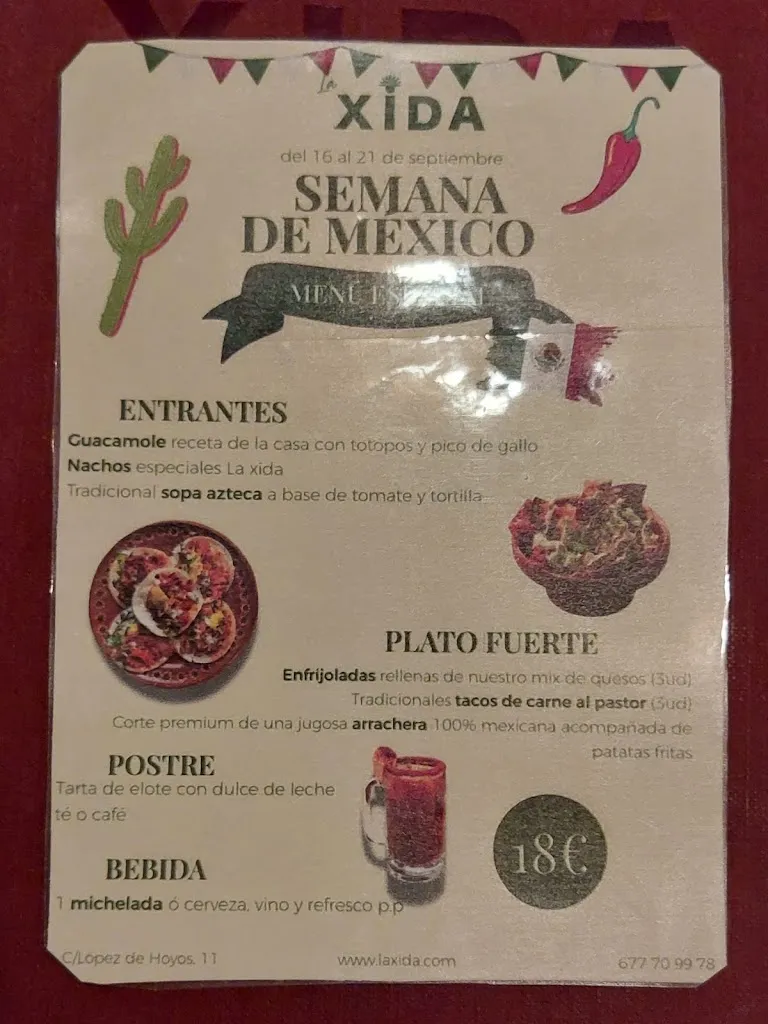 La
XIDA
del 16 al 21 de septiembre
SEMANA
DE MÉXICO
MENÚ
ENTRANTES
Guacamole receta de la casa con totopos y pico de gallo
Nachos especiales La xida
Tradicional sopa azteca a base de tomate y tortilla
PLATO FUERTE
Enfrijoladas rellenas de nuestro mix de quesos (3ud)
Tradicionales tacos de carne al pastor (3ud)
Corte premium de una jugosa arrachera 100% mexicana acompañada de
patatas fritas
POSTRE
Tarta de elote con dulce de leche
té o café
18€
BEBIDA
1 michelada ó cerveza, vino y refresco p.p
C/López de Hoyos, 11 www.laxida.com 677 70 99 78